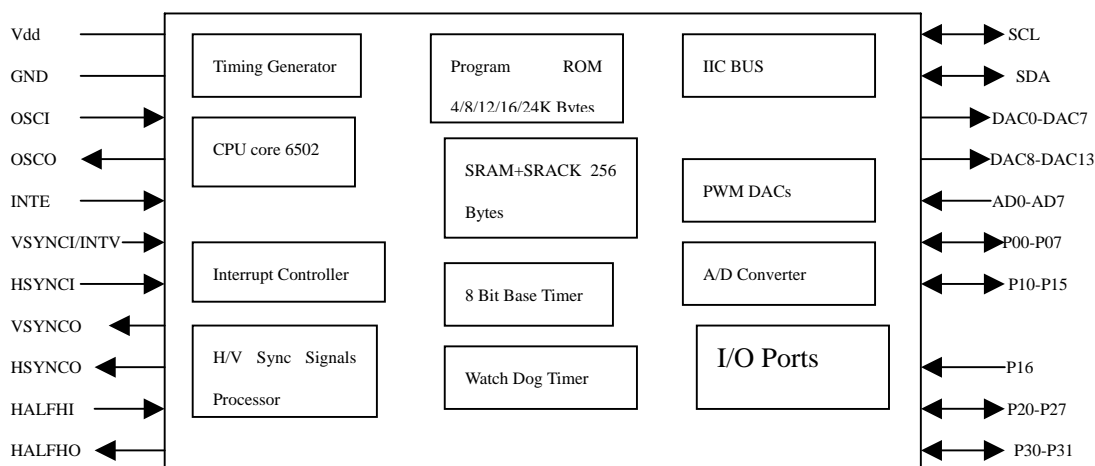 Vdd
GND
OSCI
OSCO
INTE
VSYNCI/INTV
HSYNCI
VSYNCO
HSYNCO
HALFHI
HALFHO
Timing Generator
CPU core 6502
Interrupt Controller
H/V Sync Signals
Processor
Program ROM
4/8/12/16/24K Bytes
SRAM+SRACK 256
Bytes
8 Bit Base Timer
Watch Dog Timer
IIC BUS
PWM DACs
A/D Converter
I/O Ports
SCL
SDA
DAC0-DAC7
DAC8-DAC13
AD0-AD7
P00-P07
P10-P15
P16
P20-P27
P30-P31